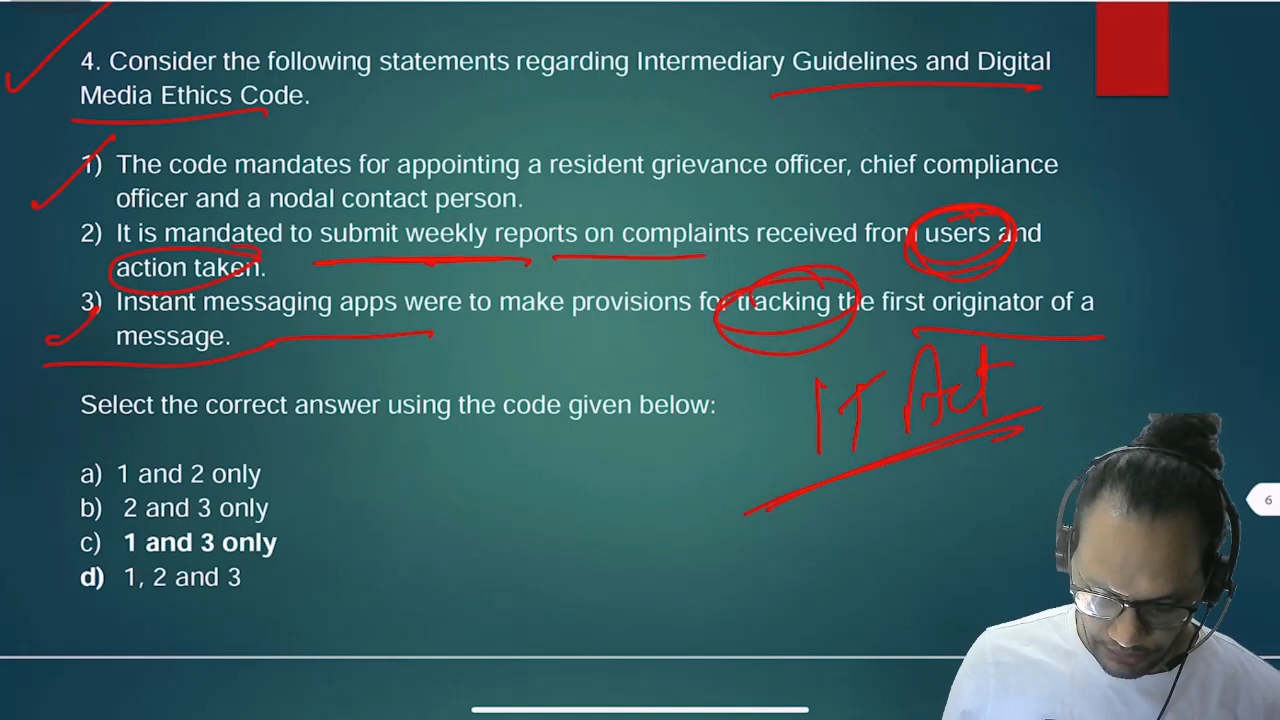 4. Consider the following statements regarding Intermediary Guidelines and Digital
Media Ethics Code.
1) The code mandates for appointing a resident grievance officer, chief compliance
officer and a nodal contact person.
2) It is mandated to submit weekly reports on complaints received from users and
action taken.
3) Instant messaging apps were to make provisions for tracking the first originator of a
message.
IT Act
Select the correct answer using the code given below:
a) 1 and 2 only
b) 2 and 3 only
6
c) 1 and 3 only
d) 1, 2 and 3